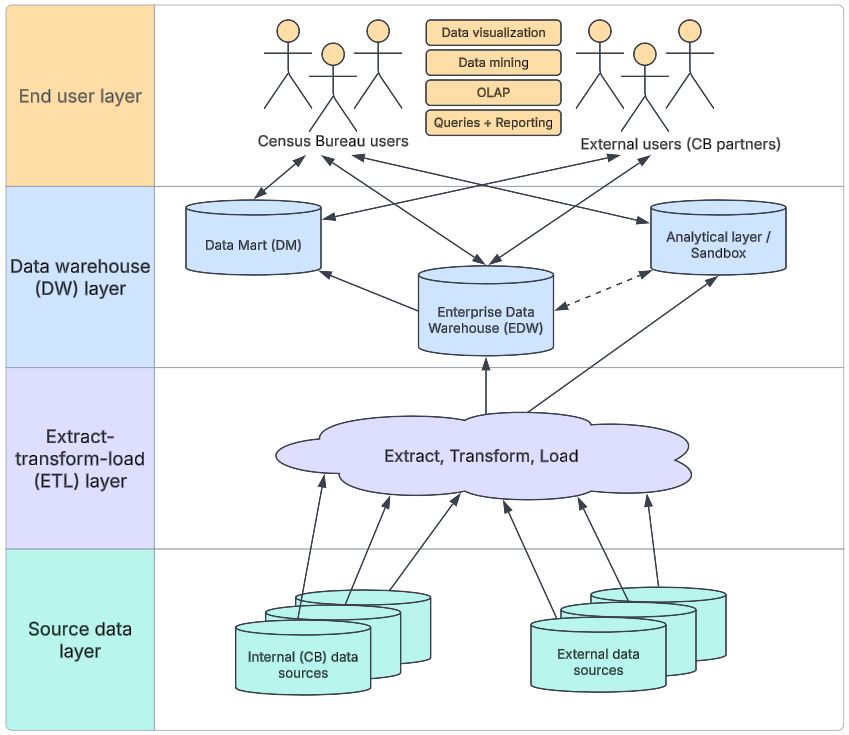 End user layer
Data visualization
Data mining
OLAP
Queries + Reporting
Census Bureau users
External users (CB partners)
Data warehouse
(DW) layer
Data Mart (DM)
Analytical layer /
Sandbox
Enterprise Data
Warehouse (EDW)
Extract-
transform-load
(ETL) layer
Extract, Transform, Load
Source data
layer
Internal (CB) data
sources
External data
sources